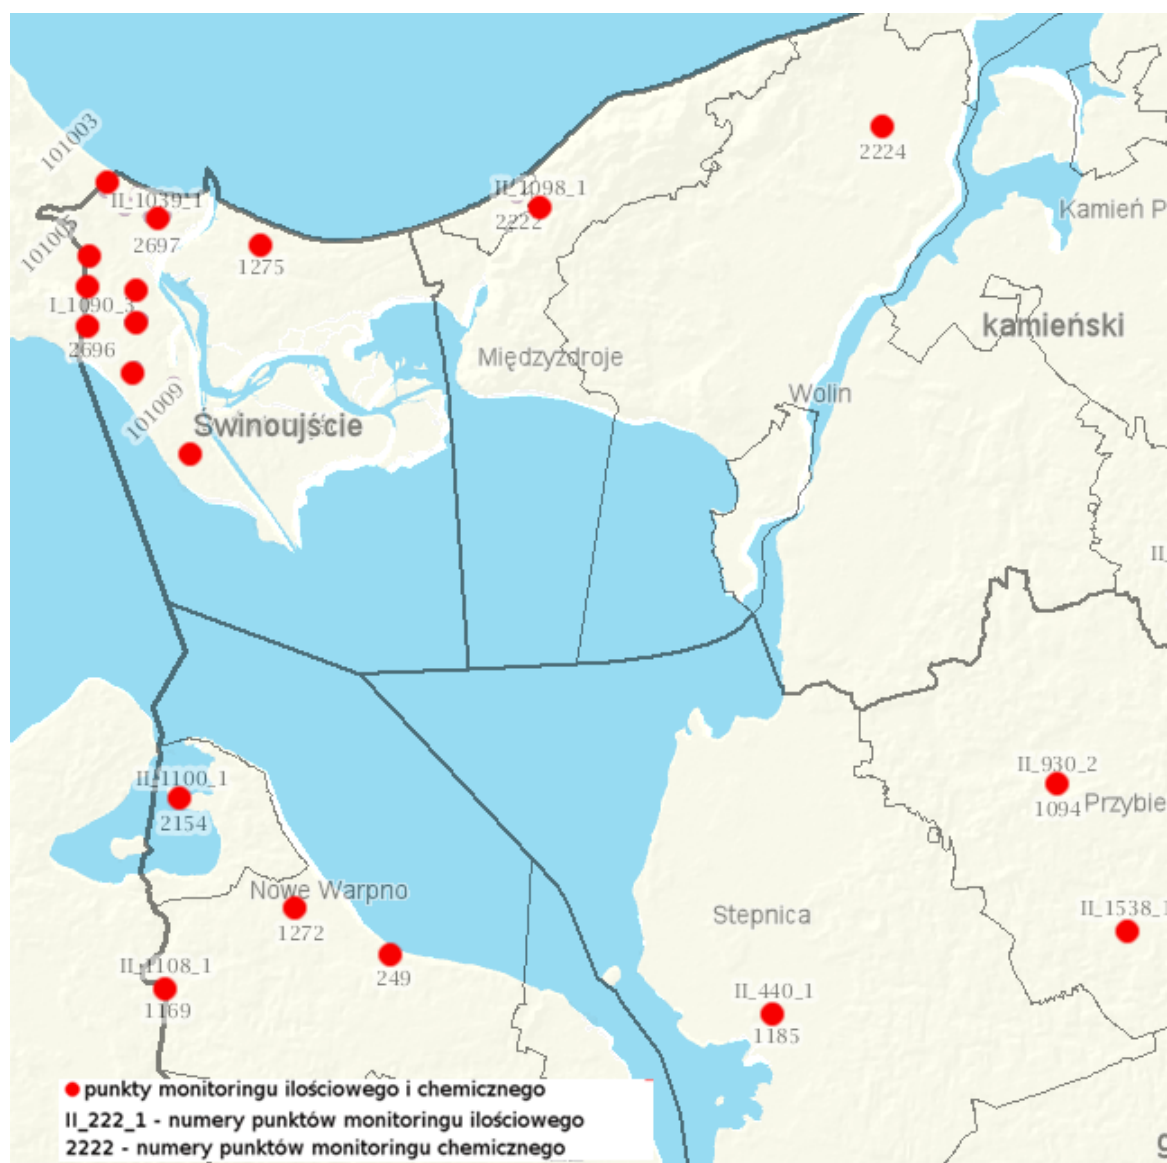 101003
2224
II_1039_1
II_1098_1
Kamień P
2222
2697
101005
1275
I_1090_3
kamieński
2696
Międzyzdroje
Wolin
101009
Świnoujście
II_
II_930_2
II_1100_1
1094
Przybie
2154
Nowe Warpno
II_1538_1
Stepnica
1272
II_1108_1
249
1169
II_440_1
1185
punkty monitoringu ilościowego i chemicznego
II_222_1 - numery punktów monitoringu ilościowego
2222 - numery punktów monitoringu chemicznego
g